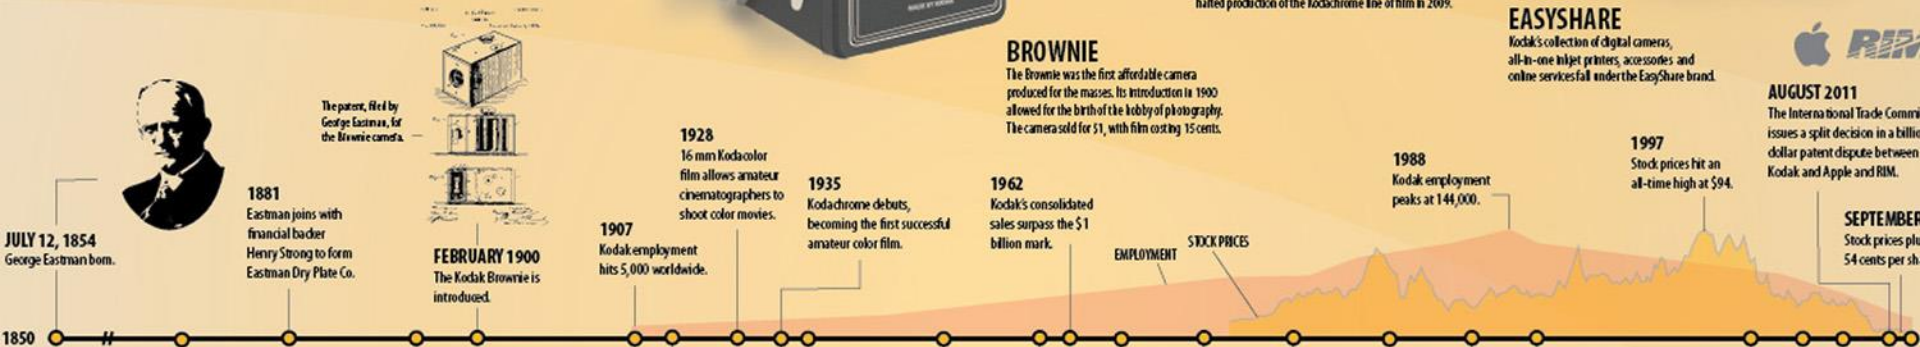 halted production of the Kodachrome line of film in 2009.
MADE BY KODAK
BROWNIE
The Brownie was the first affordable camera
produced for the masses. Its introduction in 1900
allowed for the birth of the hobby of photography.
The camera sold for $1, with film costing 15 cents.
EASYSHARE
Kodak's collection of digital cameras,
all-in-one inkjet printers, accessories and
online services fall under the EasyShare brand.
RIM
The patent, filed by
George Eastman, for
the Brownie camera.
JULY 12, 1854
George Eastman born.
1881
Eastman joins with
financial backer
Henry Strong to form
Eastman Dry Plate Co.
FEBRUARY 1900
The Kodak Brownie is
introduced.
1907
Kodak employment
hits 5,000 worldwide.
1928
16 mm Kodacolor
film allows amateur
cinematographers to
shoot color movies.
1935
Kodachrome debuts,
becoming the first successful
amateur color film.
1962
Kodak's consolidated
sales surpass the $1
billion mark.
EMPLOYMENT
STOCK PRICES
1988
Kodak employment
peaks at 144,000.
1997
Stock prices hit an
all-time high at $94.
AUGUST 2011
The International Trade Commi
issues a split decision in a billio
dollar patent dispute between
Kodak and Apple and RIM.
SEPTEMBER
Stock prices plu
54 cents per sh
1850